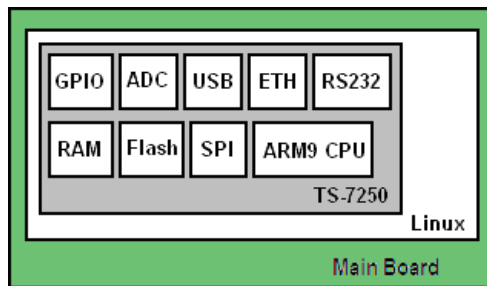 GPIO ADC USB ETH RS232
RAM Flash SPI ARM9 CPU
TS-7250
Linux
Main Board